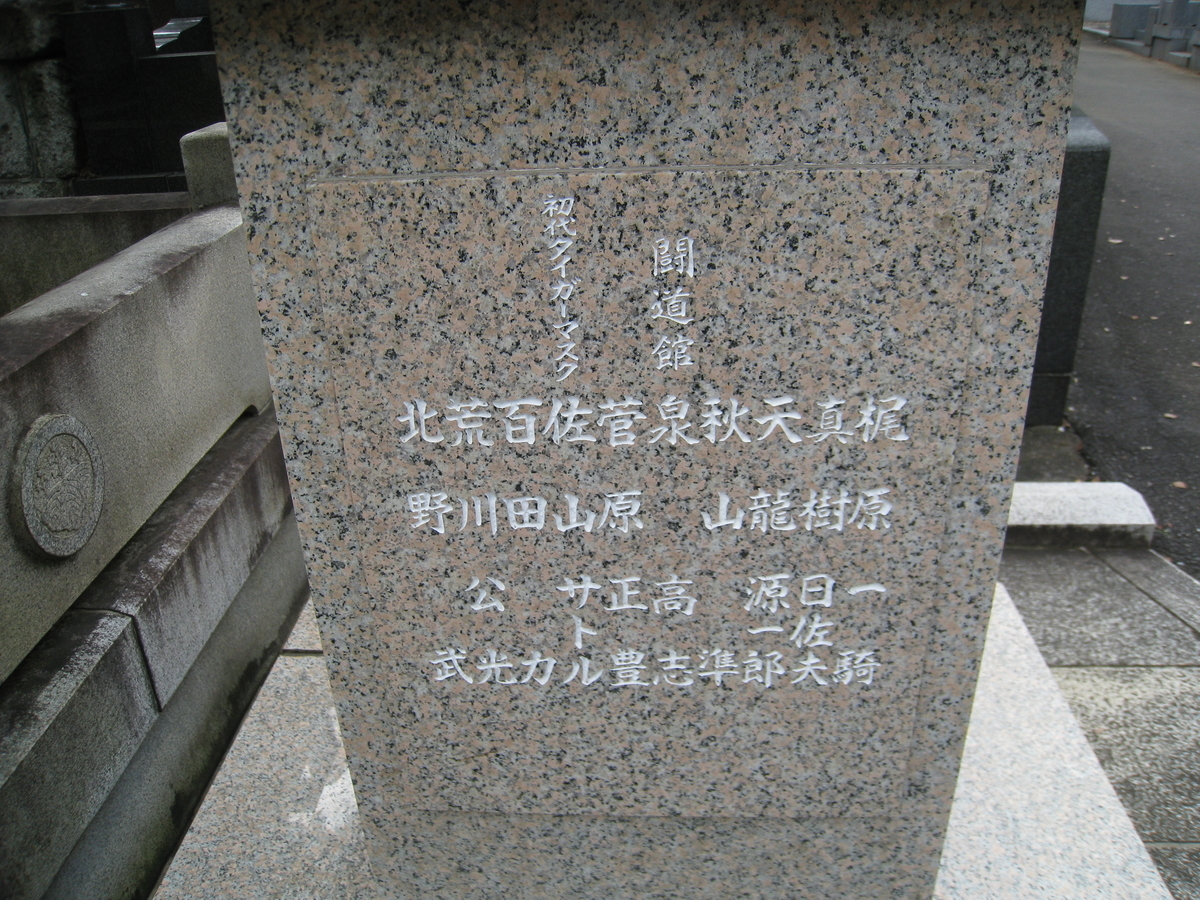 梶原一騎
真樹日佐夫
天龍源一郎
秋山準
闘道館
泉高志
菅原正豊
初代タイガーマスク
佐山サトル
百田力
荒川公光
北野武